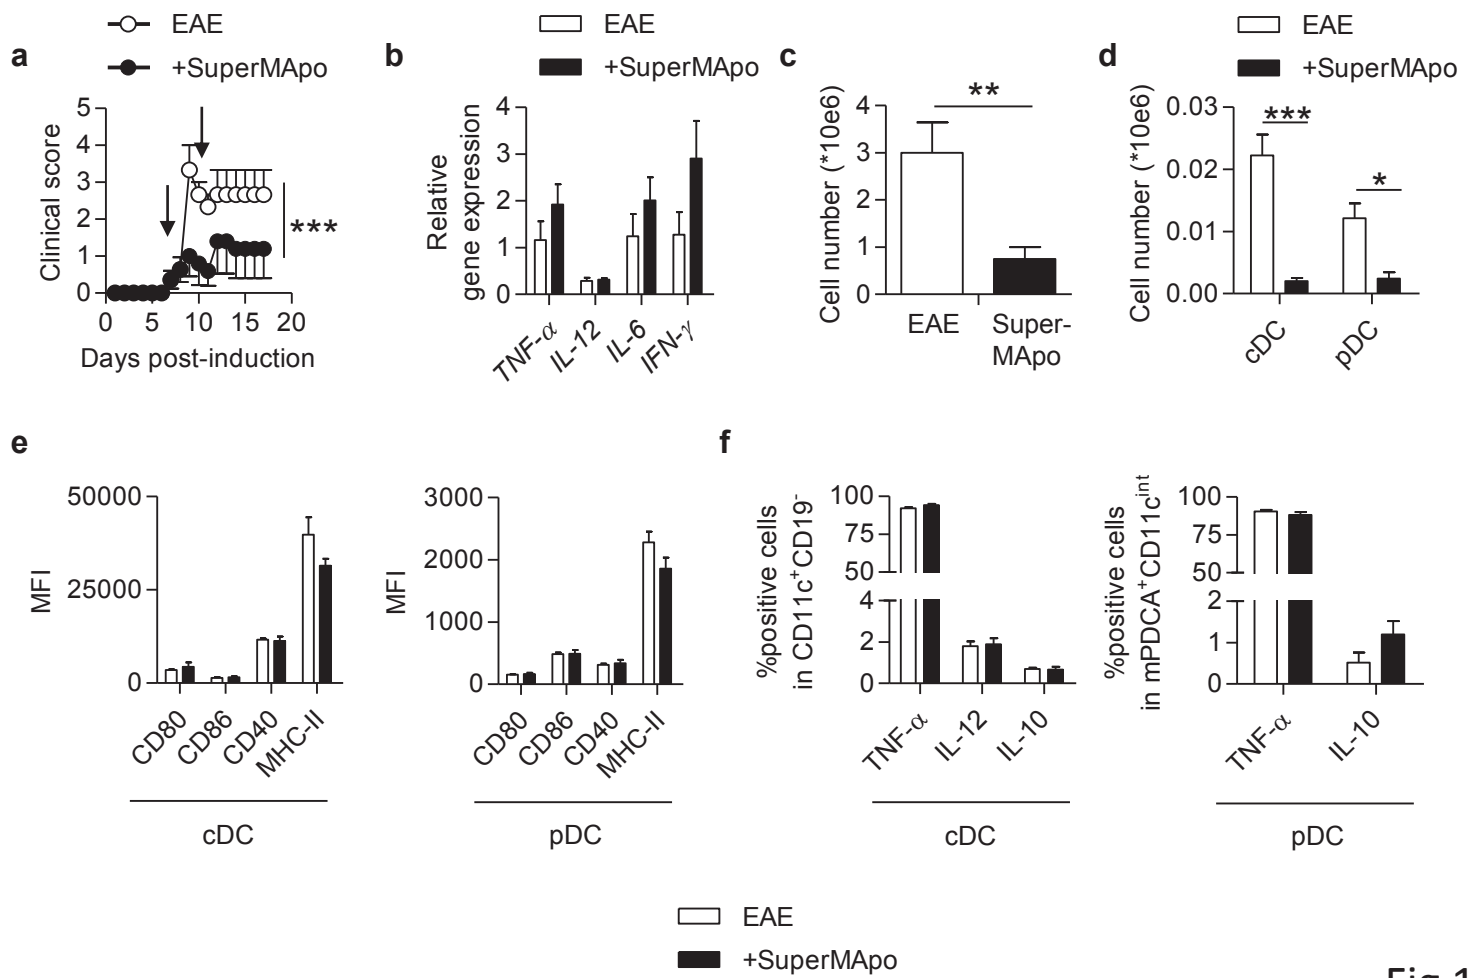 a
EAE
+SuperMApo
Clinical score
5
4
3
2
1
0
***
0 5 10 15 20
Days post-induction
b
EAE
+SuperMApo
Relative
gene expression
4
3
2
1
0
TNF-α IL-12 IL-6 IFN-γ
c
Cell number (*10e6)
4
3
2
1
0
**
EAE Super-
MApo
d
EAE
+SuperMApo
Cell number (*10e6)
0.03
0.02
0.01
0.00
***
*
cDC pDC
e
MFI
50000
25000
0
CD80 CD86 CD40 MHC-II
cDC
MFI
3000
2000
1000
0
CD80 CD86 CD40 MHC-II
pDC
f
%positive cells
in CD11c⁺CD19⁻
100
75
50
4
2
0
TNF-α IL-12 IL-10
cDC
%positive cells
in mPDCA⁺CD11cⁱⁿᵗ
100
75
50
2
1
0
TNF-α IL-10
pDC
EAE
+SuperMApo